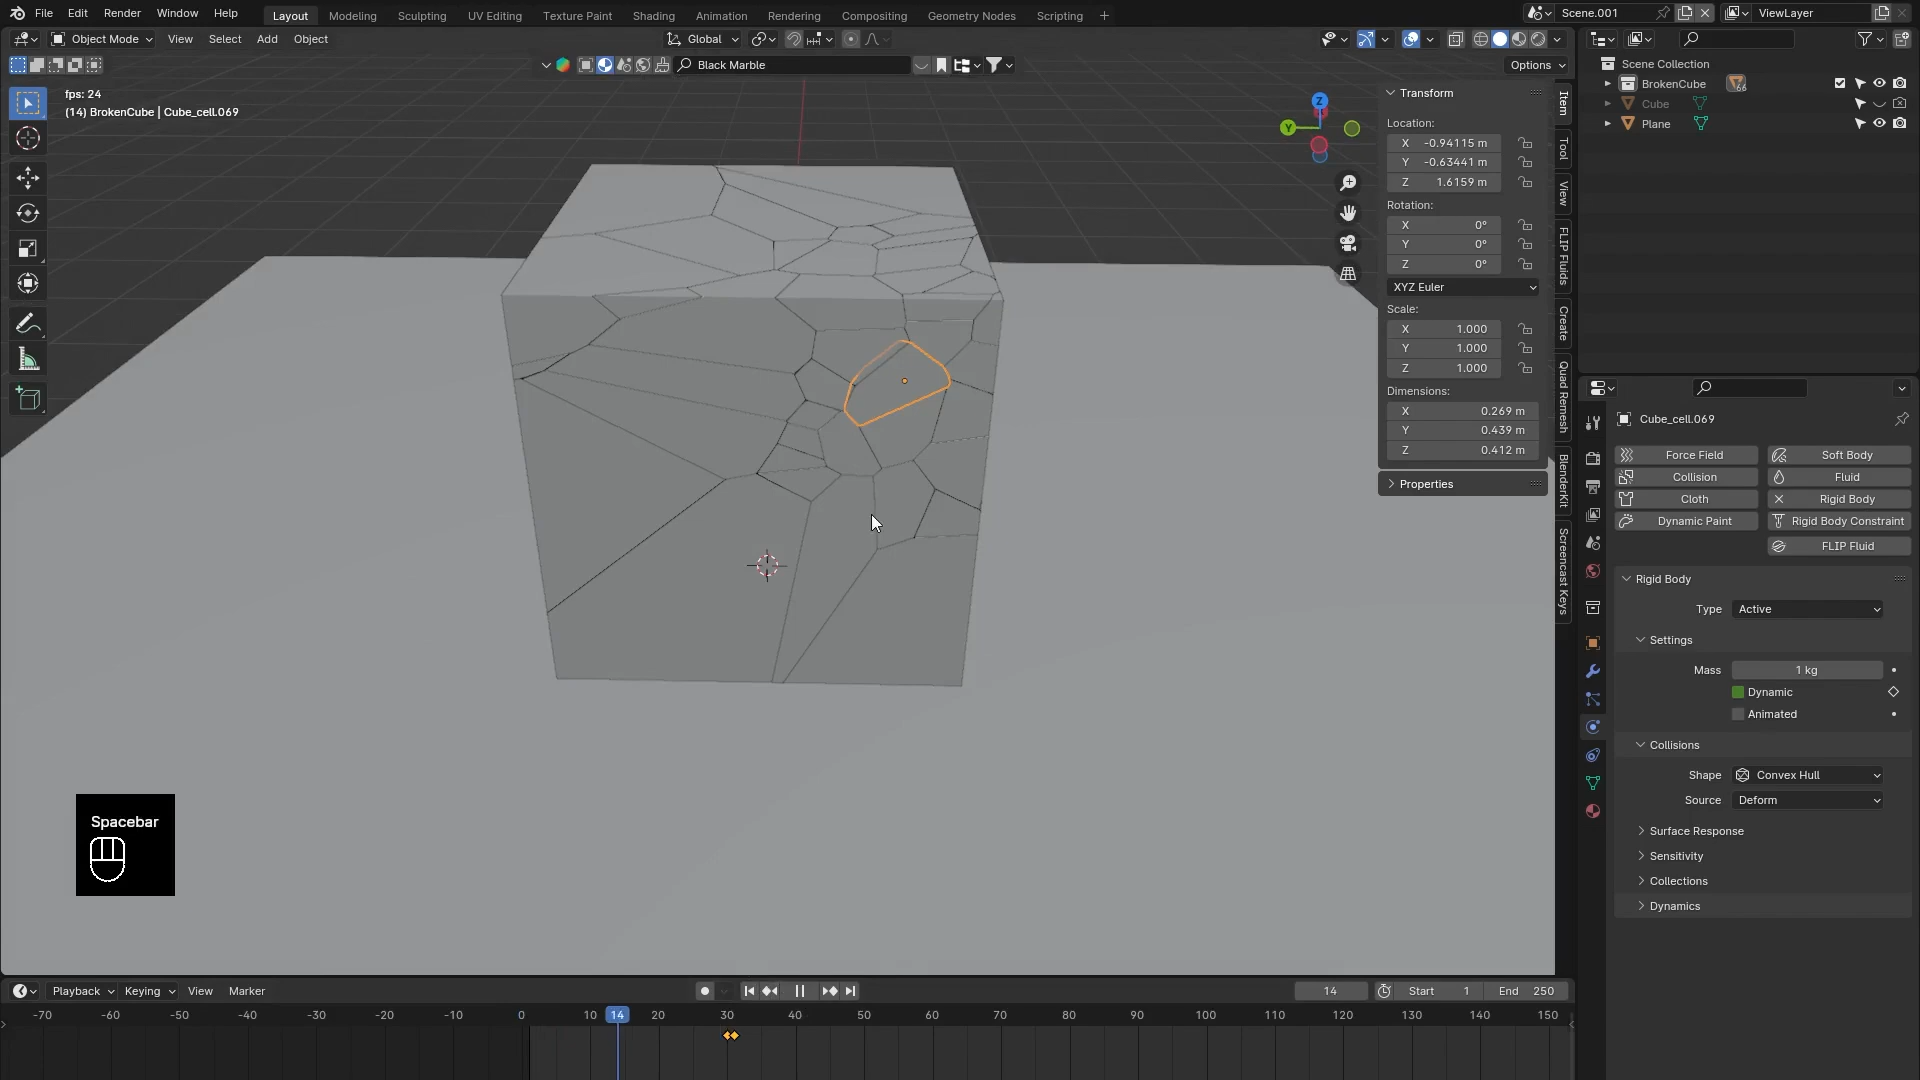 File Edit Render Window Help Layout Modeling Sculpting UV Editing Texture Paint Shading Animation Rendering Compositing Geometry Nodes Scripting + Scene.001 ViewLayer
Object Mode View Select Add Object Global
Black Marble Options
fps: 24
(14) BrokenCube | Cube_cell.069
Z
Y
Scene Collection
BrokenCube 66
Cube
Plane
Transform
Location:
X -0.94115 m
Y -0.63441 m
Z 1.6159 m
Rotation:
X 0°
Y 0°
Z 0°
XYZ Euler
Scale:
X 1.000
Y 1.000
Z 1.000
Dimensions:
X 0.269 m
Y 0.439 m
Z 0.412 m
Properties
Item
Tool
View
FLIP Fluids
Create
Quad Remesh
BlenderKit
Screencast Keys
Cube_cell.069
Force Field Soft Body
Collision Fluid
Cloth Rigid Body
Dynamic Paint Rigid Body Constraint
FLIP Fluid
Rigid Body
Type Active
Settings
Mass 1 kg
Dynamic
Animated
Collisions
Shape Convex Hull
Source Deform
Surface Response
Sensitivity
Collections
Dynamics
Spacebar
Playback Keying View Marker 14 Start 1 End 250
-70 -60 -50 -40 -30 -20 -10 0 10 14 20 30 40 50 60 70 80 90 100 110 120 130 140 150